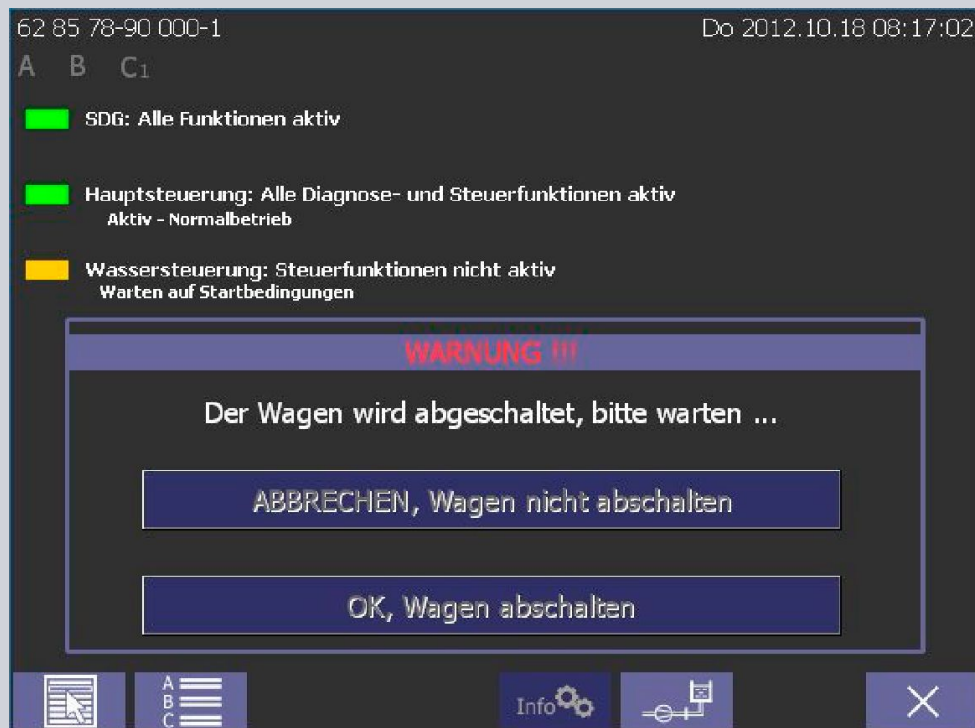 62 85 78-90 000-1 Do 2012.10.18 08:17:02
A B C1
SDG: Alle Funktionen aktiv
Hauptsteuerung: Alle Diagnose- und Steuerfunktionen aktiv
Aktiv - Normalbetrieb
Wassersteuerung: Steuerfunktionen nicht aktiv
Warten auf Startbedingungen
WARNUNG !!!
Der Wagen wird abgeschaltet, bitte warten ...
ABBRECHEN, Wagen nicht abschalten
OK, Wagen abschalten
A
B
C
Info